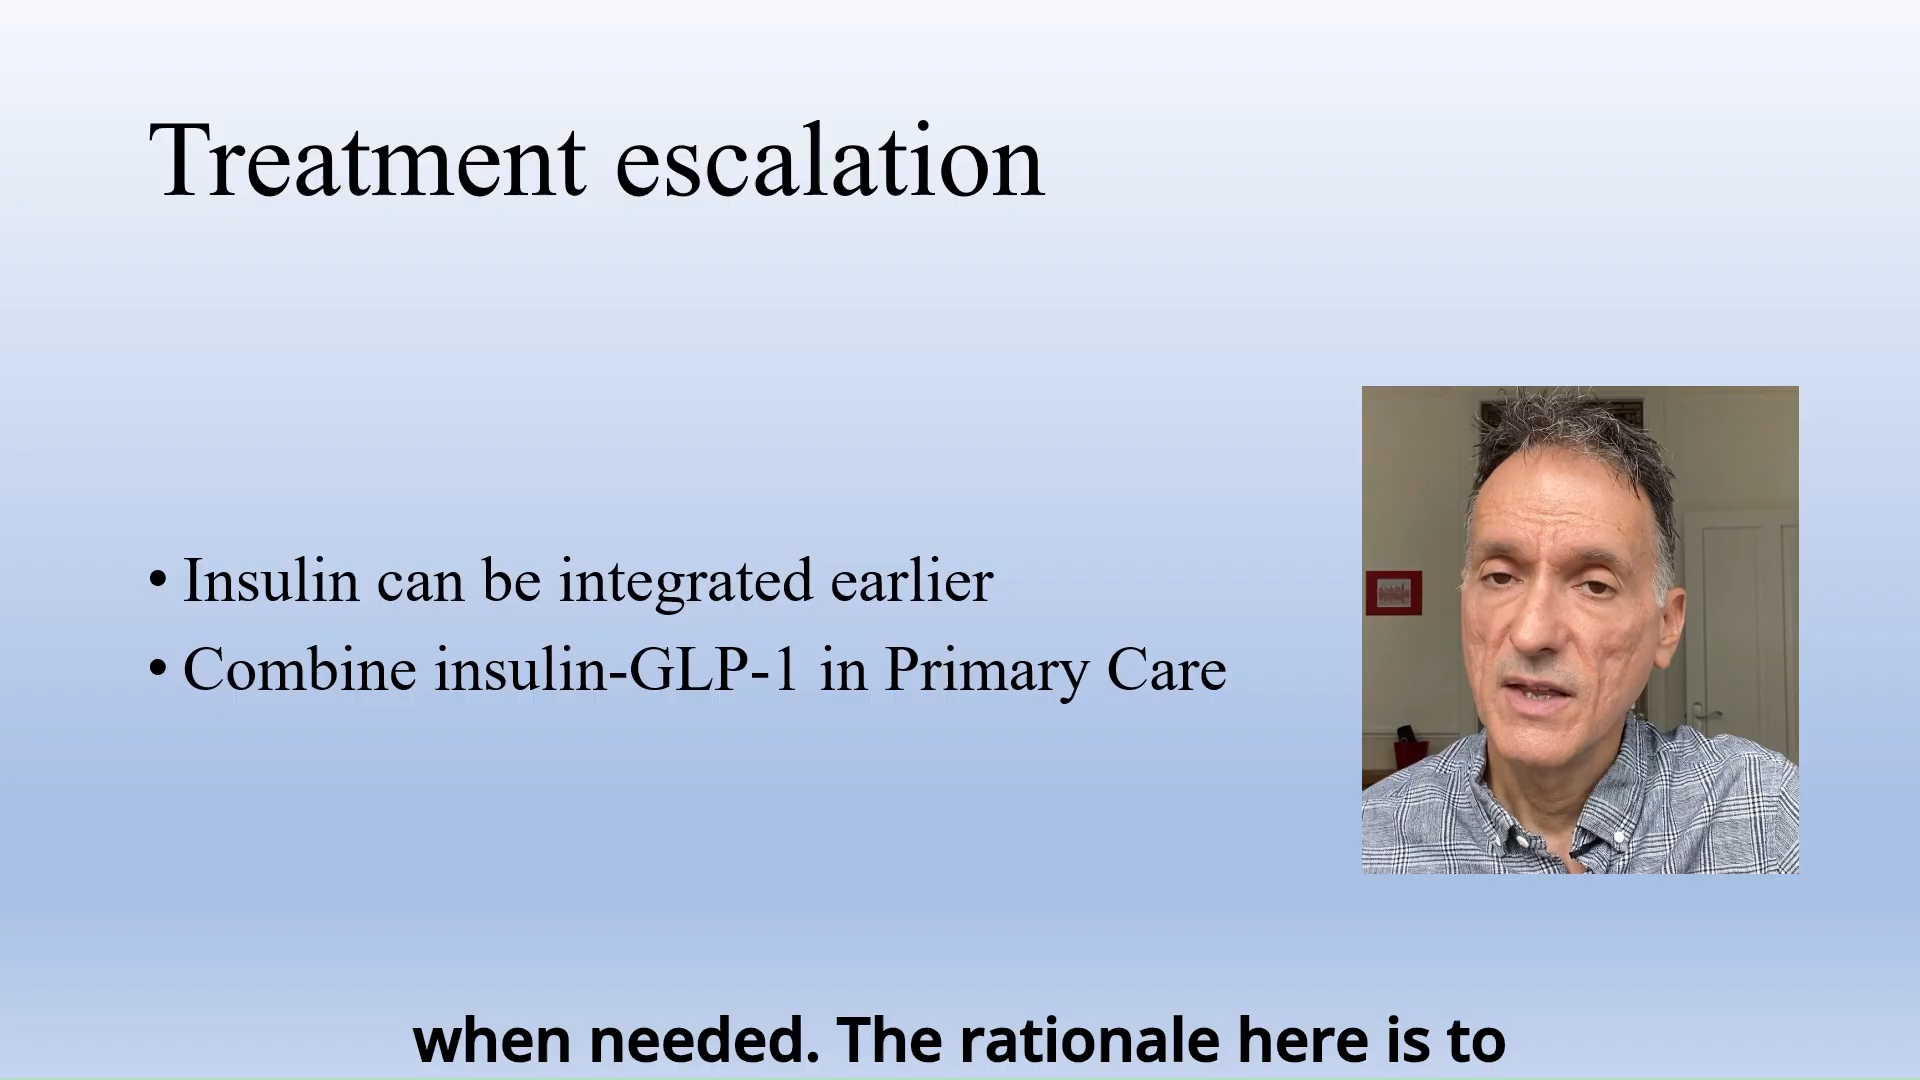 Treatment escalation
• Insulin can be integrated earlier
• Combine insulin-GLP-1 in Primary Care
when needed. The rationale here is to